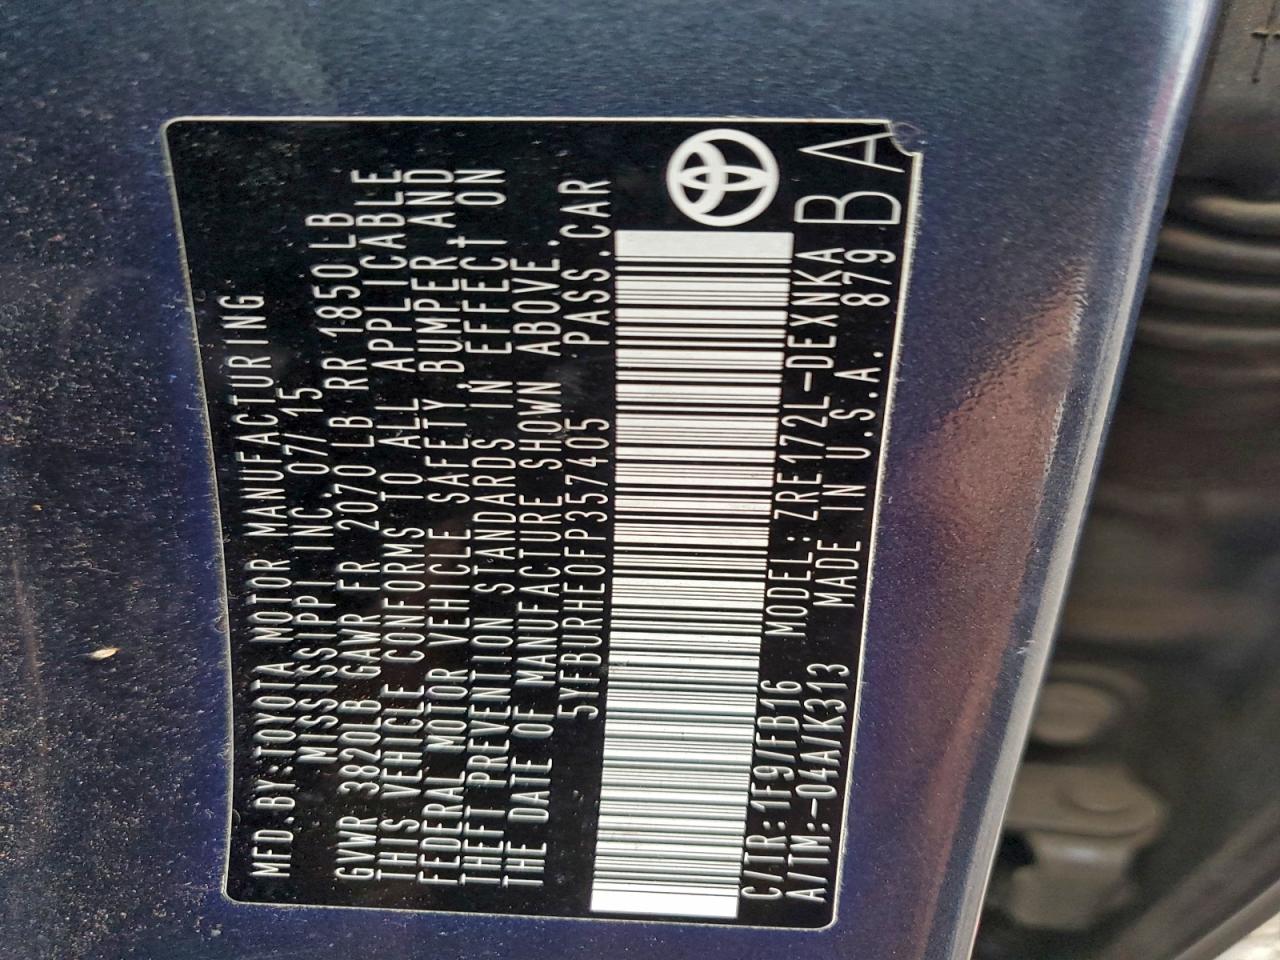 MFD.BY:TOYOTA MOTOR MANUFACTURING
MISSISSIPPI INC. 07/15
GVWR 3820LB GAWR FR 2070LB RR 1850LB
THIS VEHICLE CONFORMS TO ALL APPLICABLE
FEDERAL MOTOR VEHICLE SAFETY,BUMPER,AND
THEFT PREVENTION STANDARDS IN EFFECT ON
THE DATE OF MANUFACTURE SHOWN ABOVE.
5YFBURHE0FP357405 PASS.CAR
C/TR:1F9/FB16 MODEL:ZRE172L-DEXNKA
A/TM:-04A/K313 MADE IN U.S.A. 879
BA